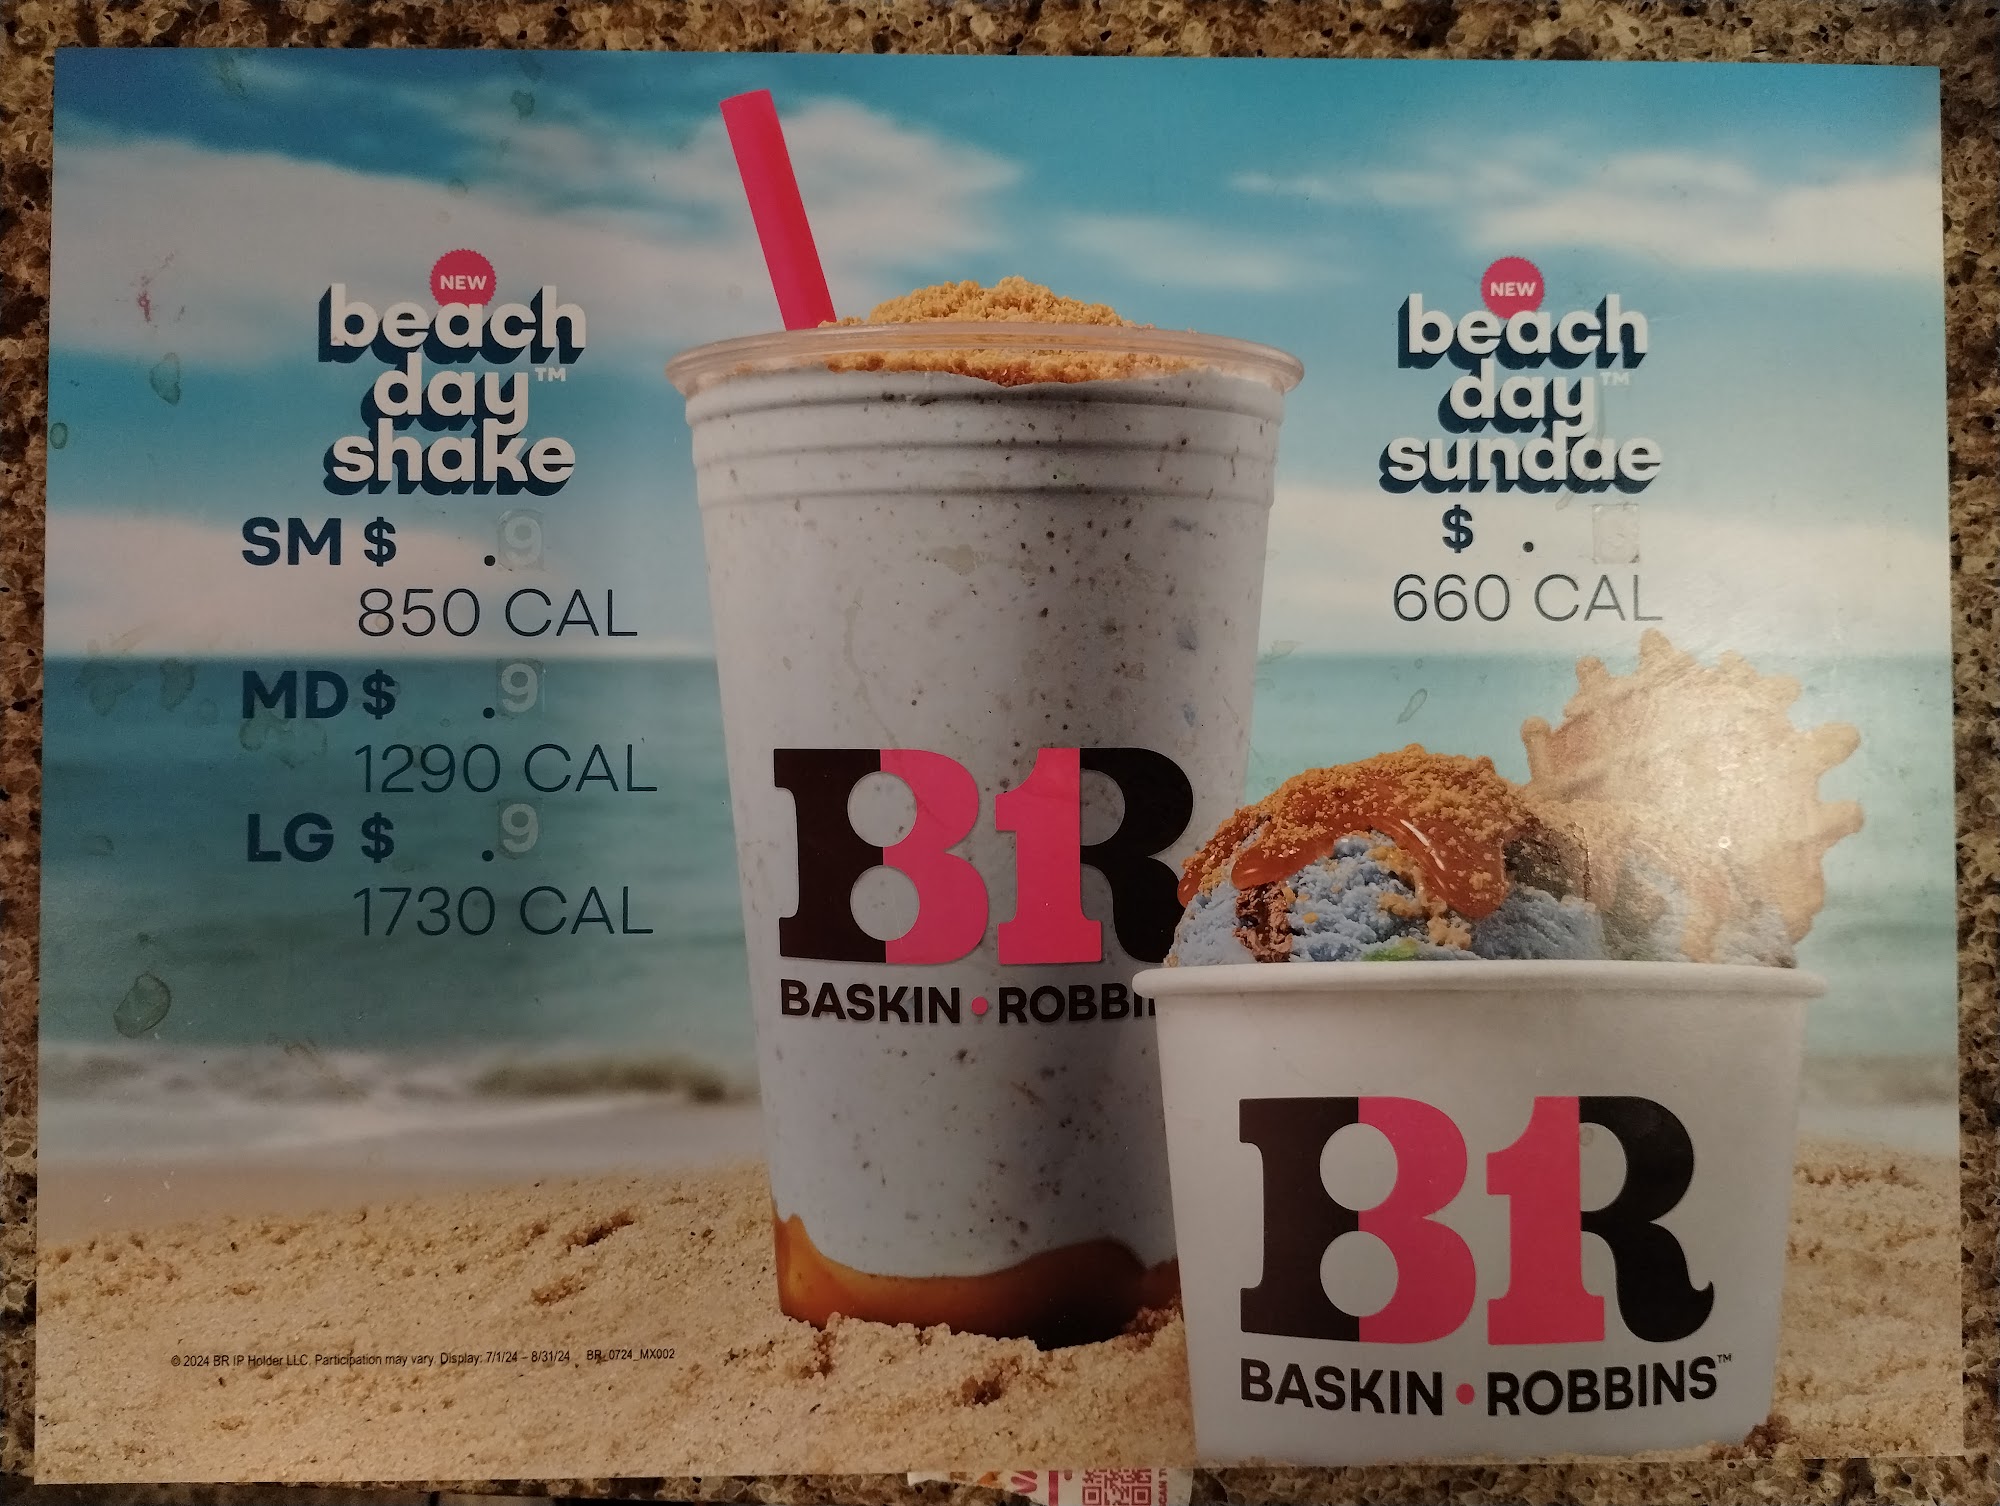 NEW
beach
day™
shake
SM $ .9
850 CAL
MD $ .9
1290 CAL
LG $ .9
1730 CAL
NEW
beach
day™
sundae
$ .
660 CAL
BR
BASKIN • ROBBIN
BR
BASKIN • ROBBINS™
© 2024 BR IP Holder LLC. Participation may vary. Display: 7/1/24 – 8/31/24 BR_0724_MX002